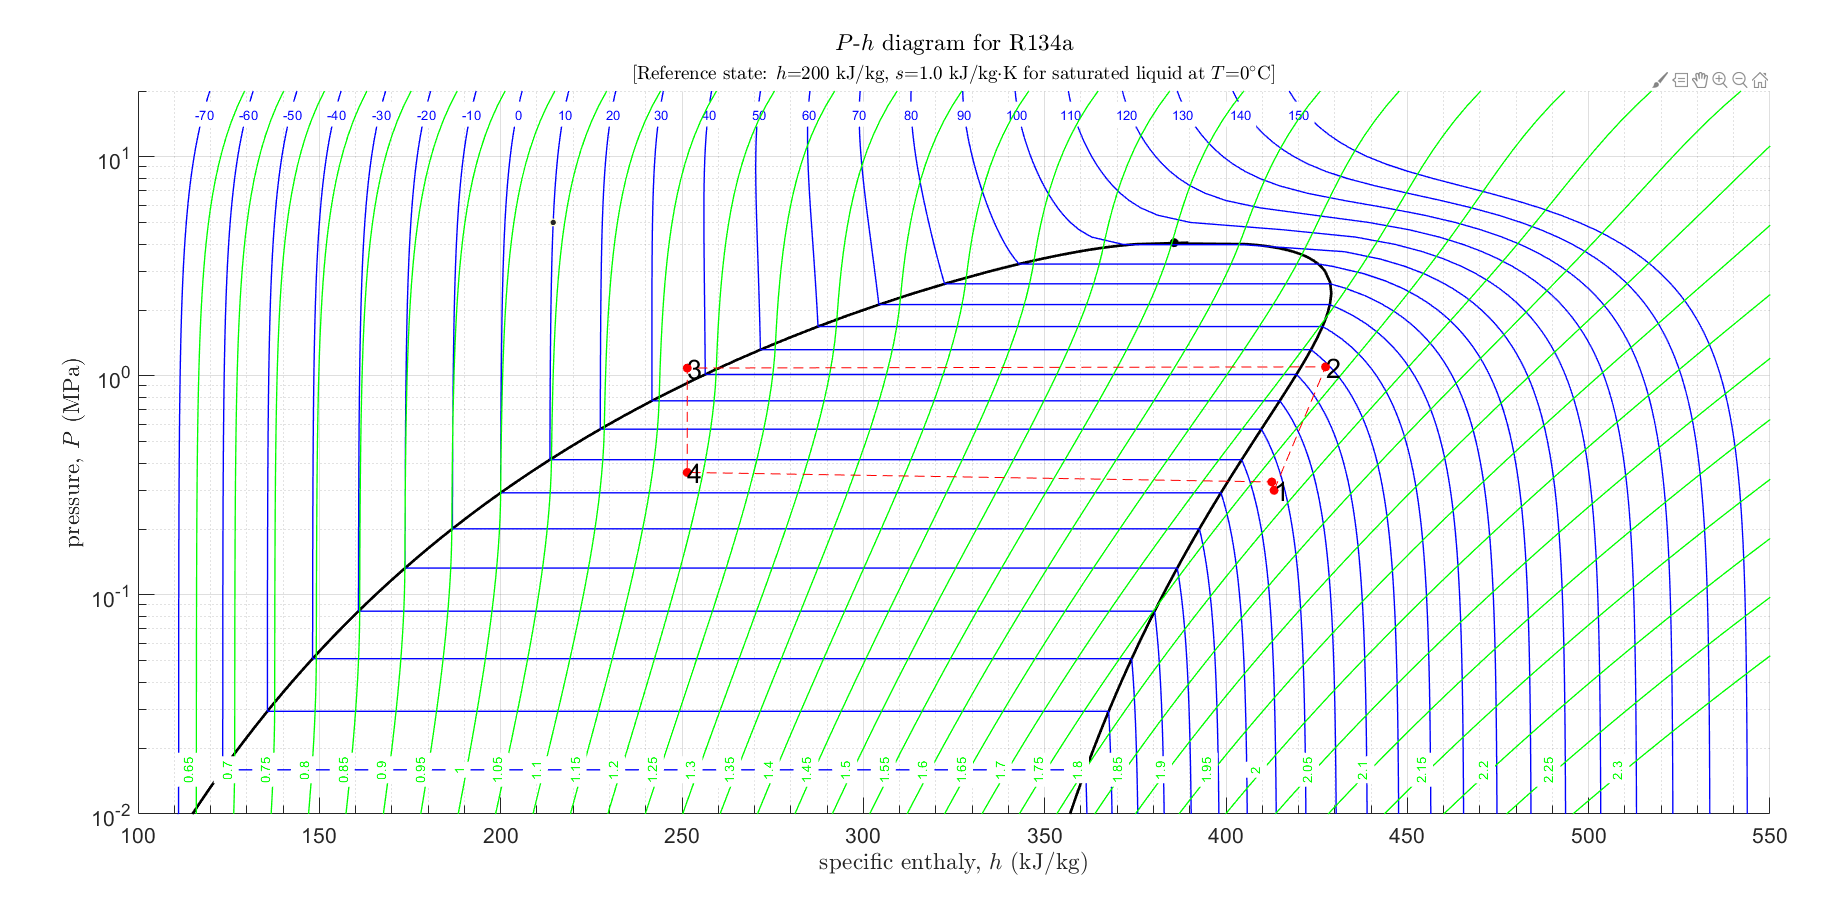 P-h diagram for R134a
[Reference state: h=200 kJ/kg, s=1.0 kJ/kg·K for saturated liquid at T=0°C]
-70 -60 -50 -40 -30 -20 -10 0 10 20 30 40 50 60 70 80 90 100 110 120 130 140 150
10^1
10^0
10^-1
10^-2
pressure, P (MPa)
3
2
4
1
0.65 0.7 0.75 0.8 0.85 0.9 0.95 1 1.05 1.1 1.15 1.2 1.25 1.3 1.35 1.4 1.45 1.5 1.55 1.6 1.65 1.7 1.75 1.8 1.85 1.9 1.95 2 2.05 2.1 2.15 2.2 2.25 2.3
100 150 200 250 300 350 400 450 500 550
specific enthaly, h (kJ/kg)